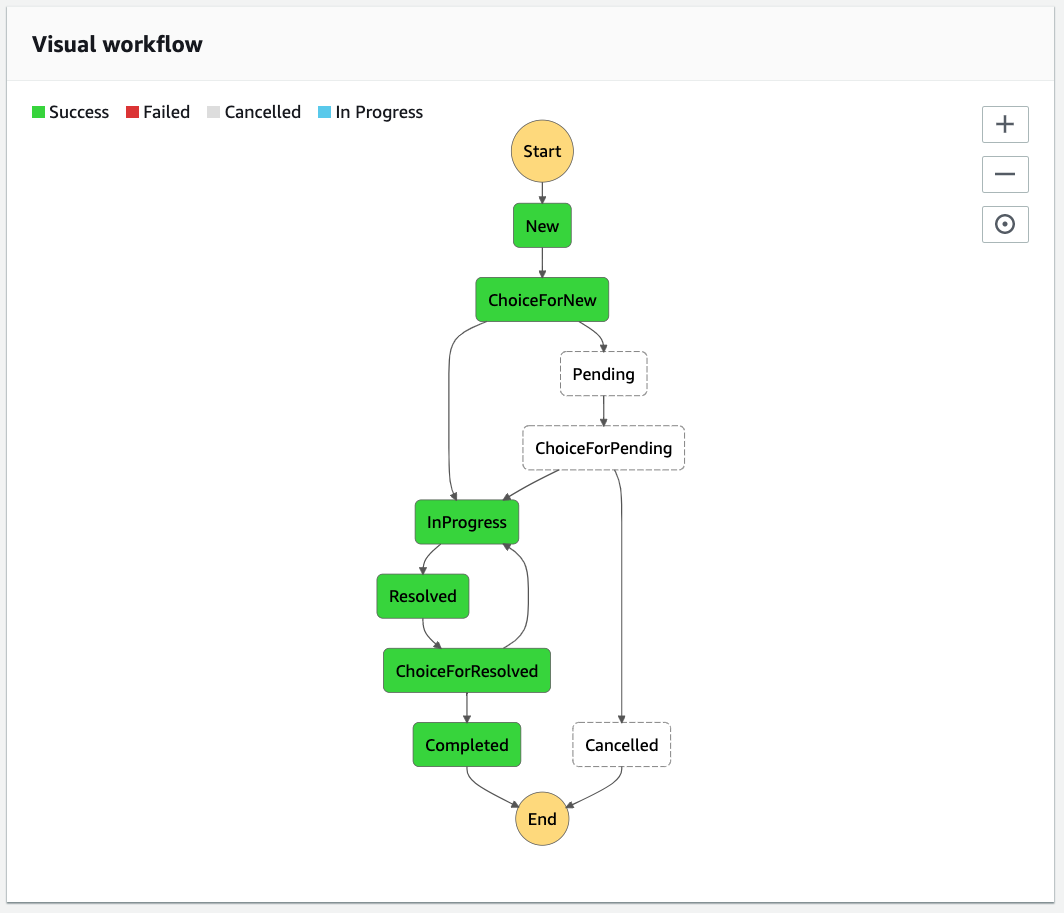 Visual workflow
Success Failed Cancelled In Progress
Start
New
ChoiceForNew
Pending
ChoiceForPending
InProgress
Resolved
ChoiceForResolved
Completed Cancelled
End